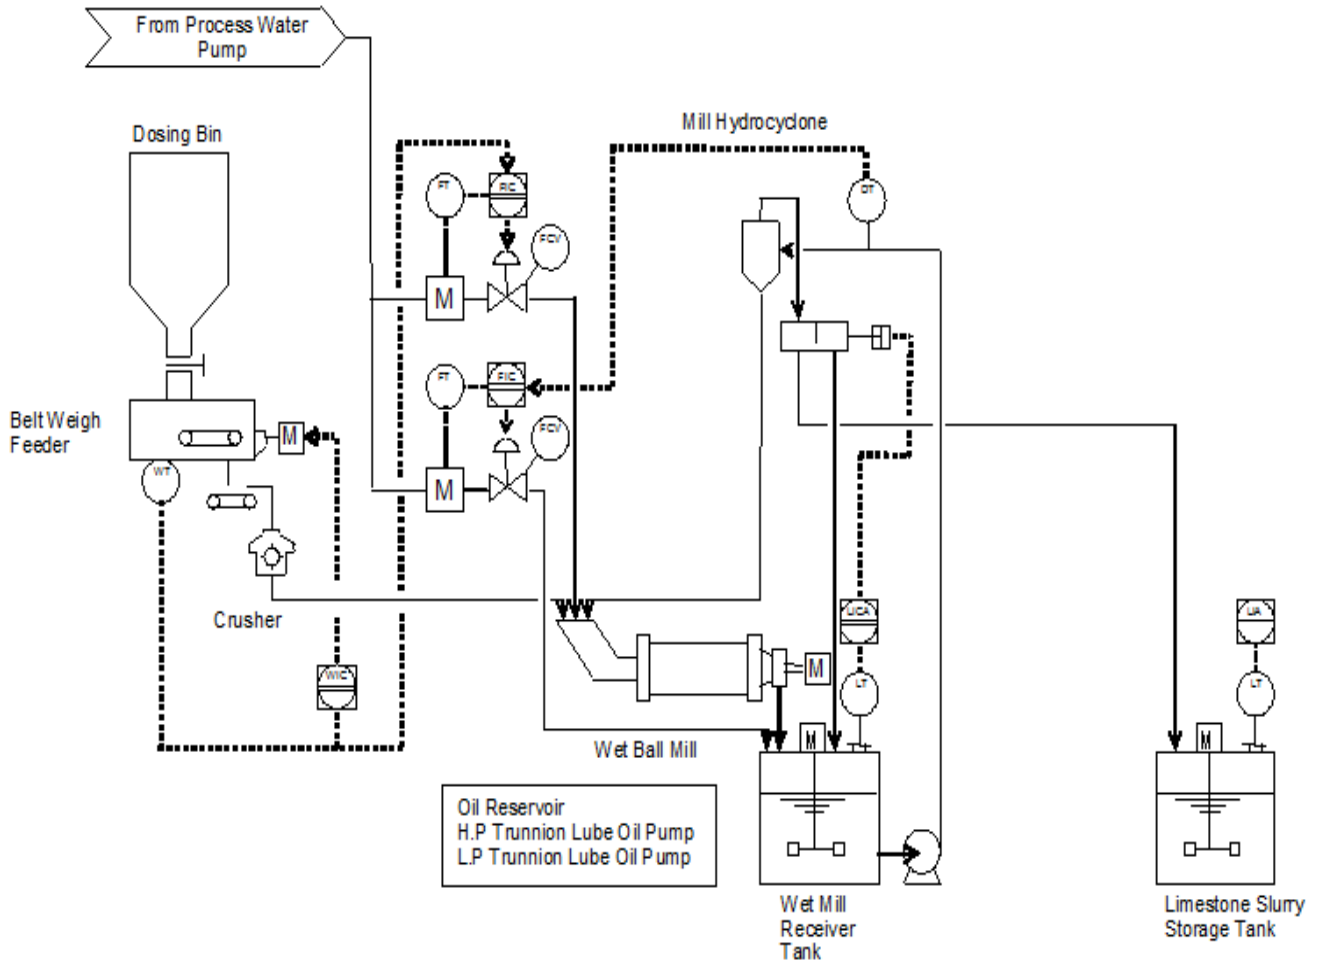 From Process Water
Pump
Mill Hydrocyclone
Dosing Bin
FT
FIC
DT
FCV
M
FT
FIC
FCV
Belt Weigh
Feeder
M
WT
M
Crusher
LICA
LIA
WIC
M
LT
LT
Wet Ball Mill
M
M
Oil Reservoir
H.P Trunnion Lube Oil Pump
L.P Trunnion Lube Oil Pump
Wet Mill
Receiver
Tank
Limestone Slurry
Storage Tank